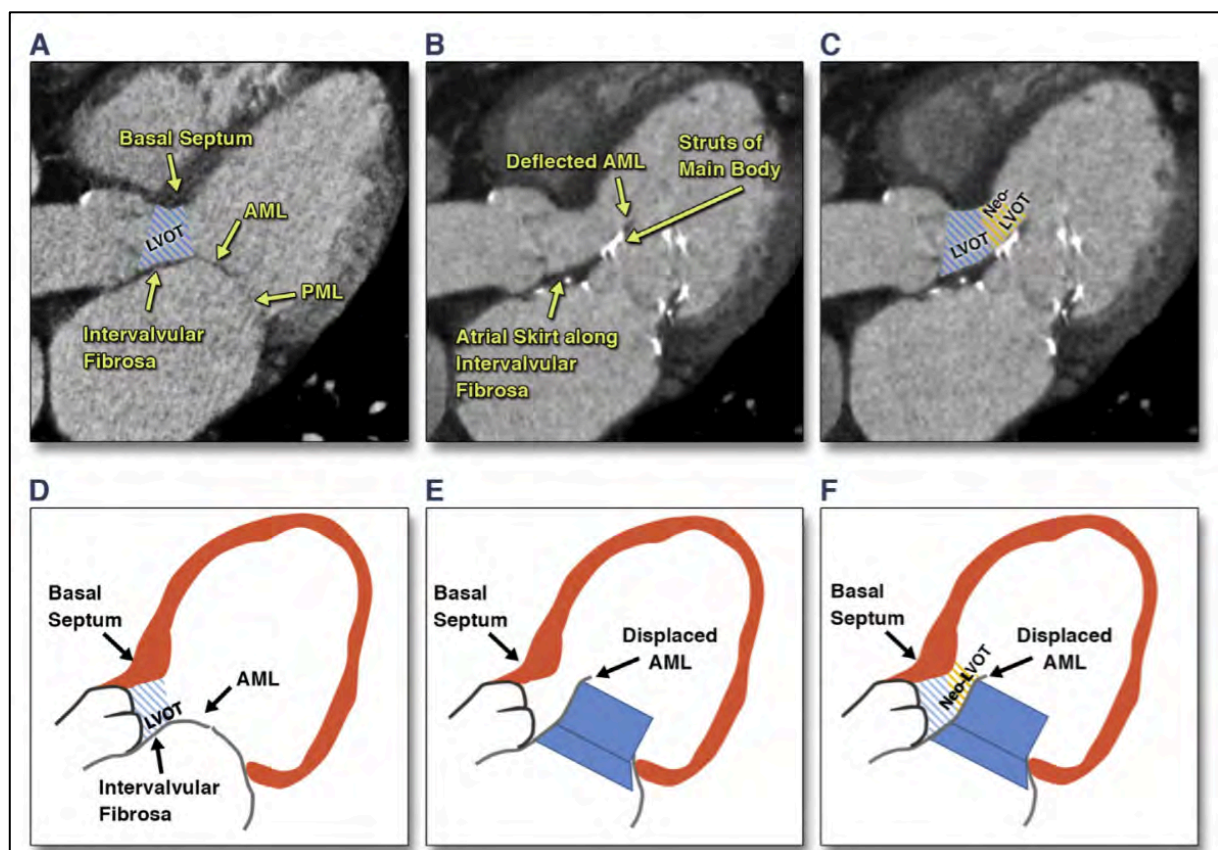 A
Basal Septum
AML
LVOT
PML
Intervalvular
Fibrosa
B
Deflected AML
Struts of
Main Body
Atrial Skirt along
Intervalvular
Fibrosa
C
Neo-
LVOT
LVOT
D
Basal
Septum
AML
LVOT
Intervalvular
Fibrosa
E
Basal
Septum
Displaced
AML
F
Basal
Septum
Displaced
AML
Neo-LVOT